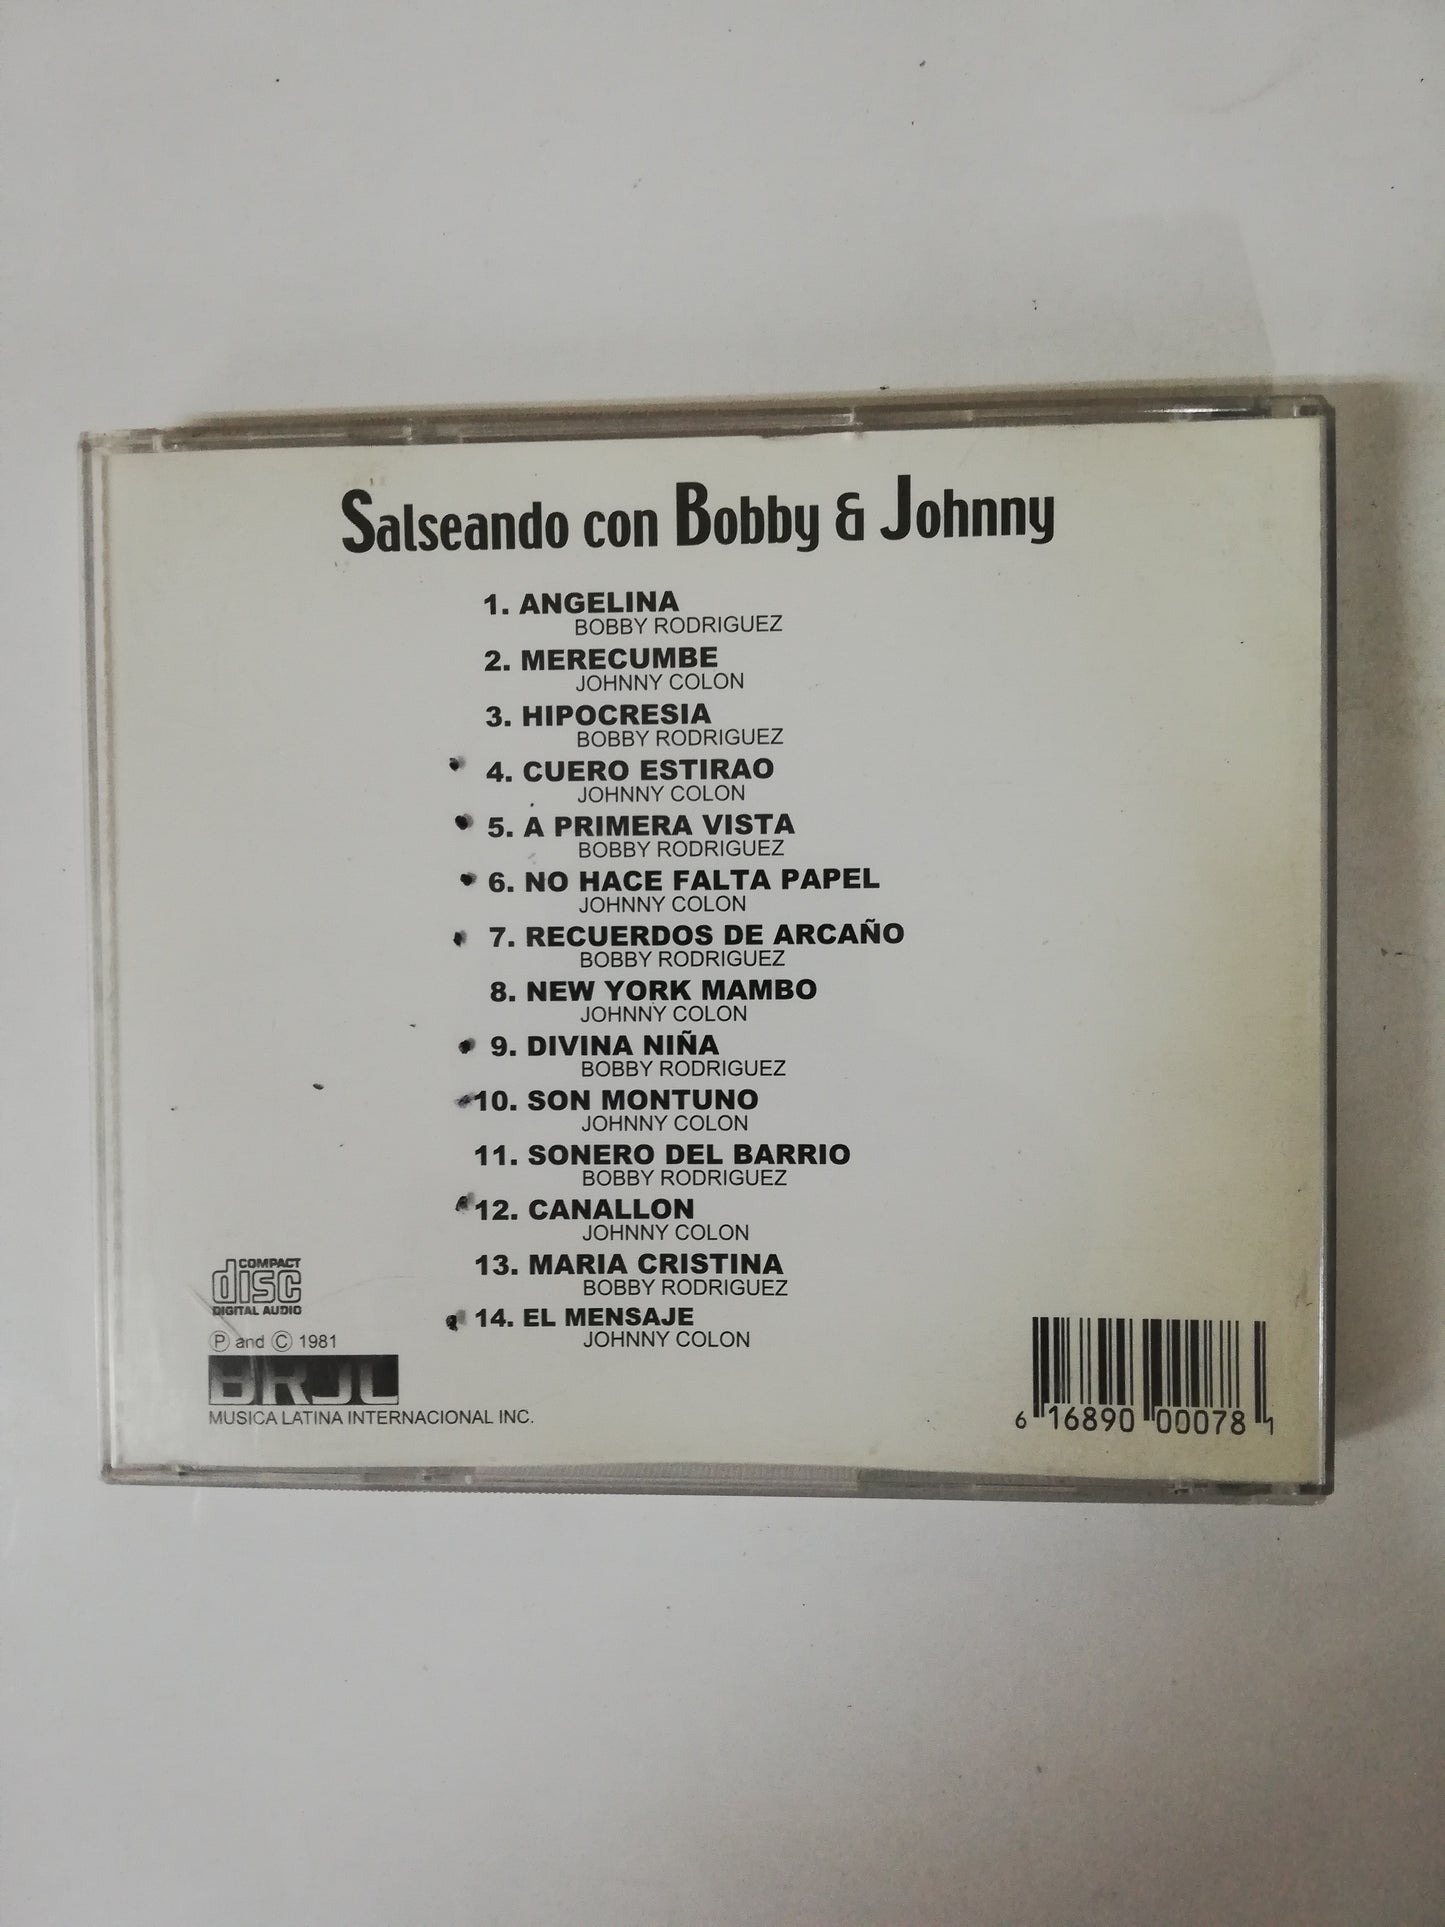 Salseando con Bobby & Johnny
1. ANGELINA
BOBBY RODRIGUEZ
2. MERECUMBE
JOHNNY COLON
3. HIPOCRESIA
BOBBY RODRIGUEZ
4. CUERO ESTIRAO
JOHNNY COLON
5. A PRIMERA VISTA
BOBBY RODRIGUEZ
6. NO HACE FALTA PAPEL
JOHNNY COLON
7. RECUERDOS DE ARCAÑO
BOBBY RODRIGUEZ
8. NEW YORK MAMBO
JOHNNY COLON
9. DIVINA NIÑA
BOBBY RODRIGUEZ
10. SON MONTUNO
JOHNNY COLON
11. SONERO DEL BARRIO
BOBBY RODRIGUEZ
12. CANALLON
JOHNNY COLON
13. MARIA CRISTINA
BOBBY RODRIGUEZ
14. EL MENSAJE
JOHNNY COLON
COMPACT
disc
DIGITAL AUDIO
Ⓟ and Ⓒ 1981
BRJL
MUSICA LATINA INTERNACIONAL INC.
6 16890 00078 1